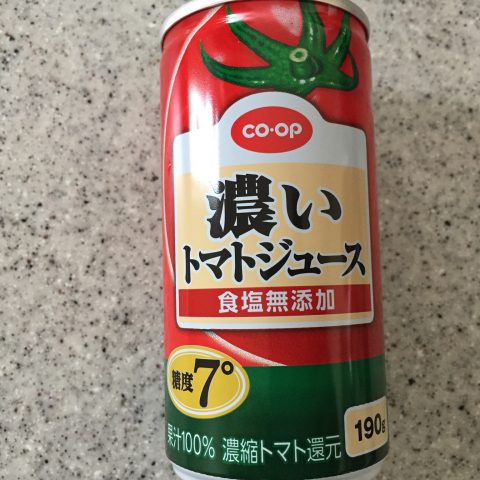 co·op
濃い
トマトジュース
食塩無添加
糖度7°
果汁100% 濃縮トマト還元
190g